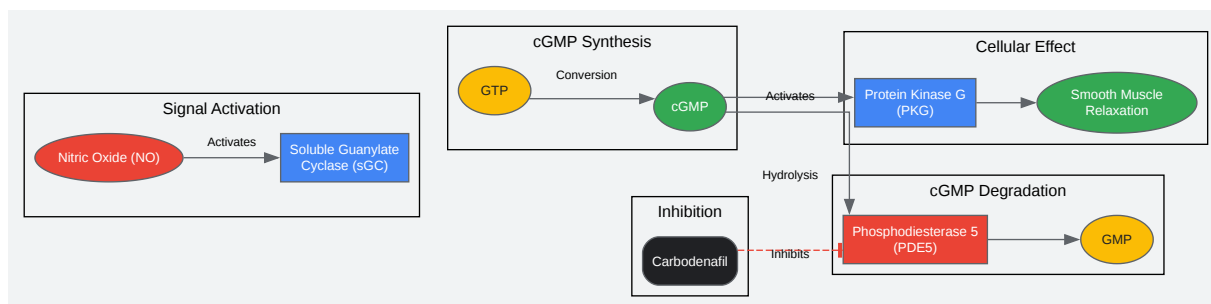 Signal Activation
Nitric Oxide (NO)
Activates
Soluble Guanylate
Cyclase (sGC)
cGMP Synthesis
GTP
Conversion
cGMP
Activates
Cellular Effect
Protein Kinase G
(PKG)
Smooth Muscle
Relaxation
Hydrolysis
Inhibition
Carbodenafil
Inhibits
cGMP Degradation
Phosphodiesterase 5
(PDE5)
GMP